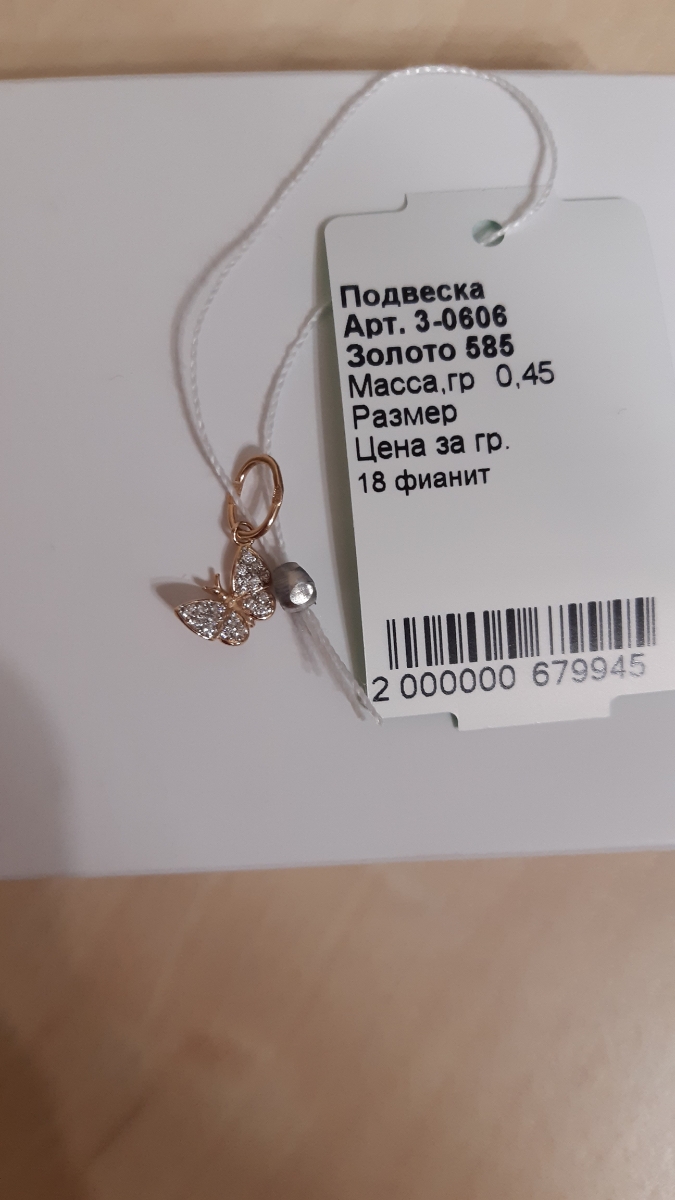 Подвеска
Арт. 3-0606
Золото 585
Масса,гр 0,45
Размер
Цена за гр.
18 фианит
2 000000 679945